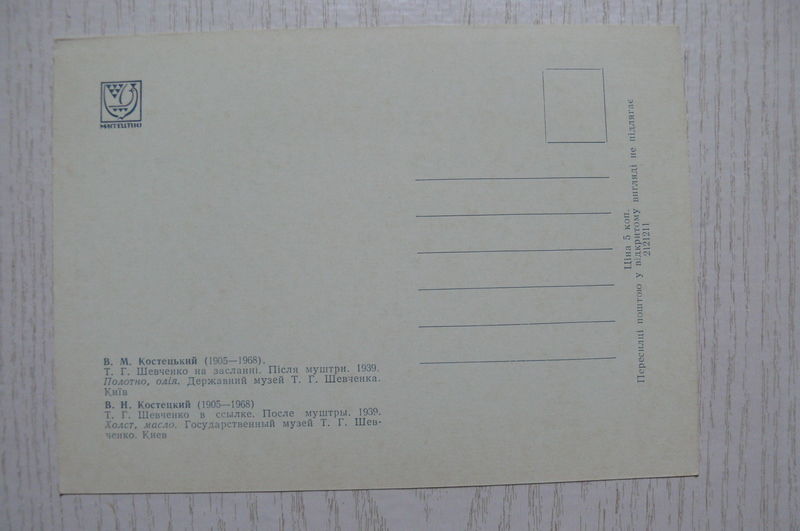 МИСТЕЦТВО
В. М. Костецький (1905—1968).
Т. Г. Шевченко на засланні. Після муштри. 1939.
Полотно, олія. Державний музей Т. Г. Шевченка.
Київ
В. Н. Костецкий (1905—1968)
Т. Г. Шевченко в ссылке. После муштры. 1939.
Холст, масло. Государственный музей Т. Г. Шев-
ченко. Киев
Ціна 5 коп.
Пересилці поштою у відкритому вигляді не підлягає
2121211